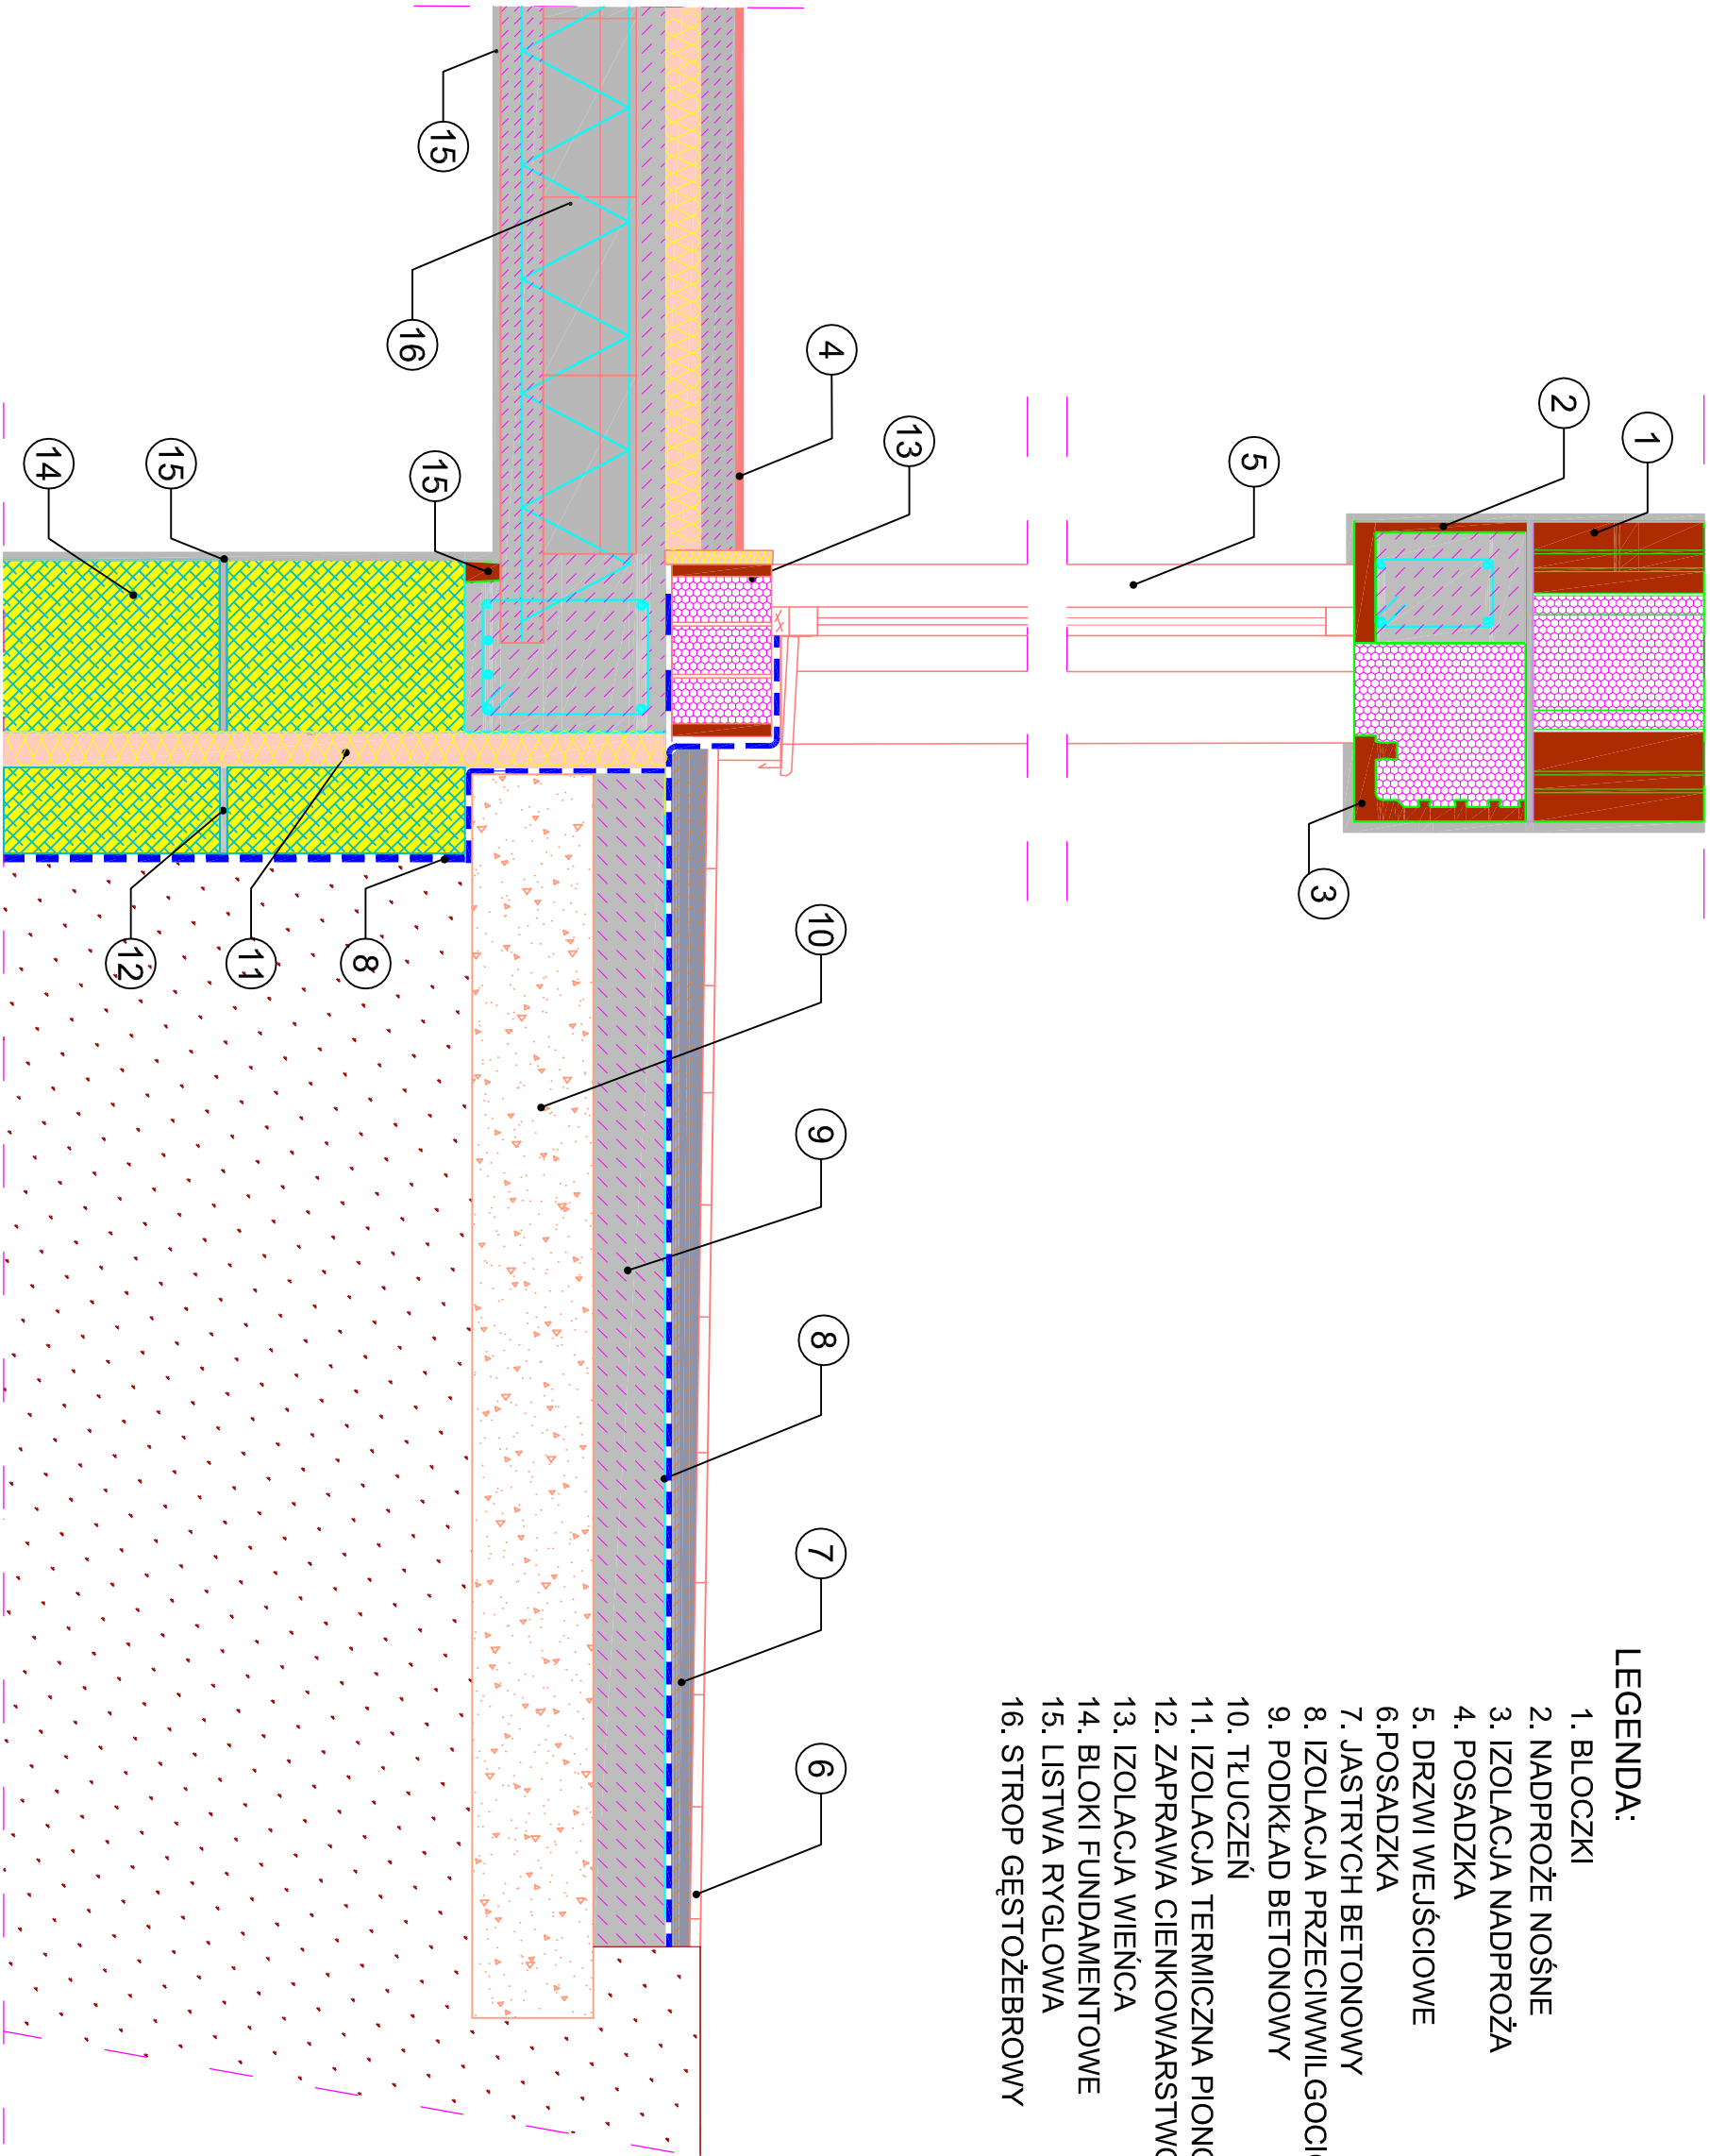 LEGENDA:
1. BLOCZKI
2. NADPROŻE NOŚNE
3. IZOLACJA NADPROŻA
4. POSADZKA
5. DRZWI WEJŚCIOWE
6.POSADZKA
7. JASTRYCH BETONOWY
8. IZOLACJA
9. PODKŁAD BETONOWY
10. TŁUCZEŃ
11. IZOLACJA TERMICZNA
12. ZAPRAWA
13. IZOLACJA WIEŃCA
14. BLOKI FUNDAMENTOWE
15. LISTWA RYGLOWA
16. STROP GĘSTOŻEBROWY
1
2
3
5
13
4
15
16
15
15
14
10
9
8
7
6
8
11
12